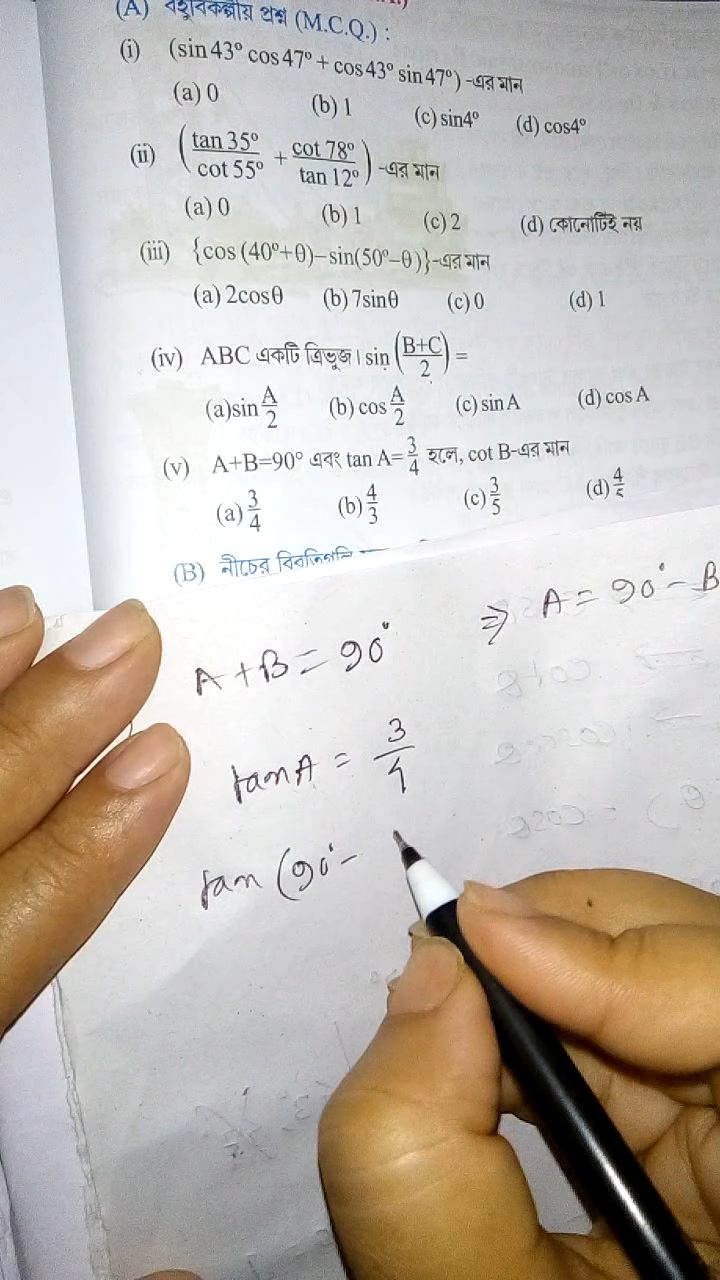 (A) বহুবিকল্পীয় প্রশ্ন (M.C.Q.) :
(i) (sin 43° cos 47° + cos 43° sin 47°) -এর মান
(a) 0 (b) 1 (c) sin4° (d) cos4°
(ii) (tan 35°/cot 55° + cot 78°/tan 12°) -এর মান
(a) 0 (b) 1 (c) 2 (d) কোনোটিই নয়
(iii) {cos (40°+θ)–sin(50°–θ)}-এর মান
(a) 2cosθ (b) 7sinθ (c) 0 (d) 1
(iv) ABC একটি ত্রিভুজ। sin (B+C/2) =
(a) sin A/2 (b) cos A/2 (c) sin A (d) cos A
(v) A+B=90° এবং tan A= 3/4 হলে, cot B-এর মান
(a) 3/4 (b) 4/3 (c) 3/5 (d) 4/5
(B) নীচের
A + B = 90° ⇒ A = 90° – B
tan A = 3/4
tan (90° –